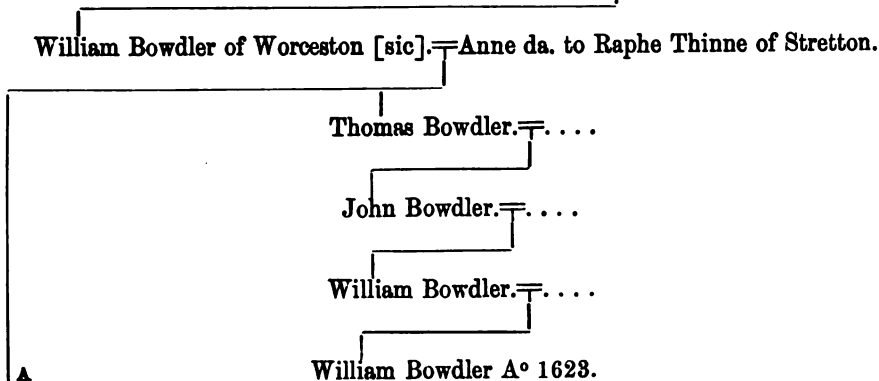 William Bowdler of Worceston [sic].=Anne da. to Raphe Thinne of Stretton.
Thomas Bowdler.=....
John Bowdler.=....
William Bowdler.=....
A William Bowdler Aº 1623.